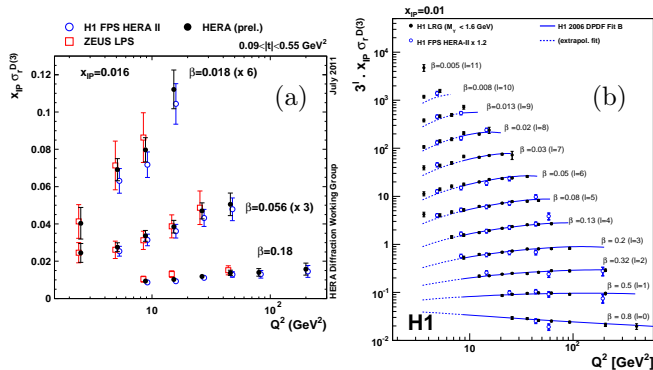 H1 FPS HERA II
HERA (prel.)
ZEUS LPS
0.09<|t|<0.55 GeV²
x_IP σ_r^D(3)
0.12
0.1
0.08
0.06
0.04
0.02
0
x_IP=0.016
β=0.018 (x 6)
(a)
β=0.056 (x 3)
β=0.18
July 2011
HERA Diffraction Working Group
10
10²
Q² (GeV²)
x_IP=0.01
H1 LRG (M_Y < 1.6 GeV)
H1 FPS HERA-II x 1.2
H1 2006 DPDF Fit B
(extrapol. fit)
3^l · x_IP σ_r^D(3)
10⁴
10³
10²
10
1
10⁻¹
10⁻²
(b)
β=0.005 (l=11)
β=0.008 (l=10)
β=0.013 (l=9)
β = 0.02 (l=8)
β = 0.03 (l=7)
β = 0.05 (l=6)
β = 0.08 (l=5)
β = 0.13 (l=4)
β = 0.2 (l=3)
β = 0.32 (l=2)
β = 0.5 (l=1)
β = 0.8 (l=0)
H1
1
10
10²
Q² [GeV²]